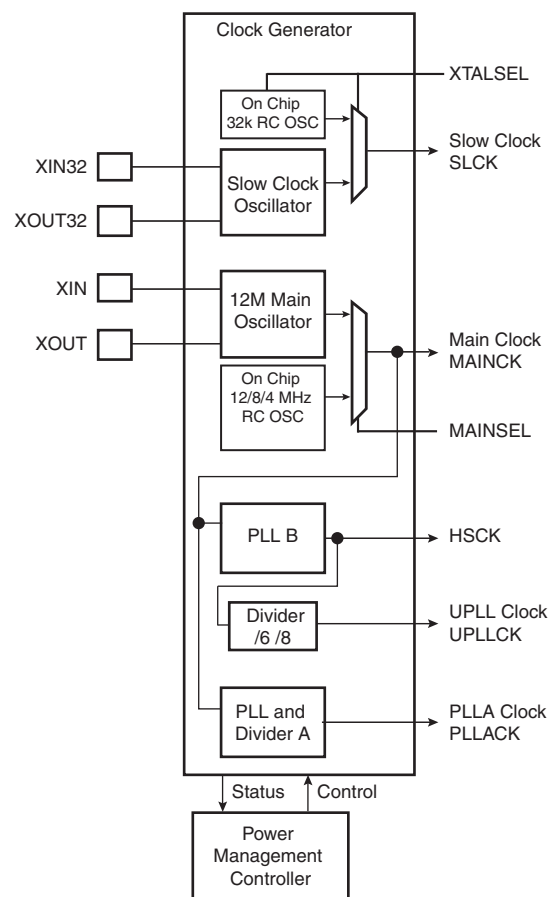 Clock Generator
XTALSEL
On Chip
32k RC OSC
Slow Clock
SLCK
XIN32
Slow Clock
Oscillator
XOUT32
XIN
12M Main
Oscillator
XOUT
Main Clock
MAINCK
On Chip
12/8/4 MHz
RC OSC
MAINSEL
PLL B
HSCK
Divider
/6 /8
UPLL Clock
UPLLCK
PLL and
Divider A
PLLA Clock
PLLACK
Status
Control
Power
Management
Controller